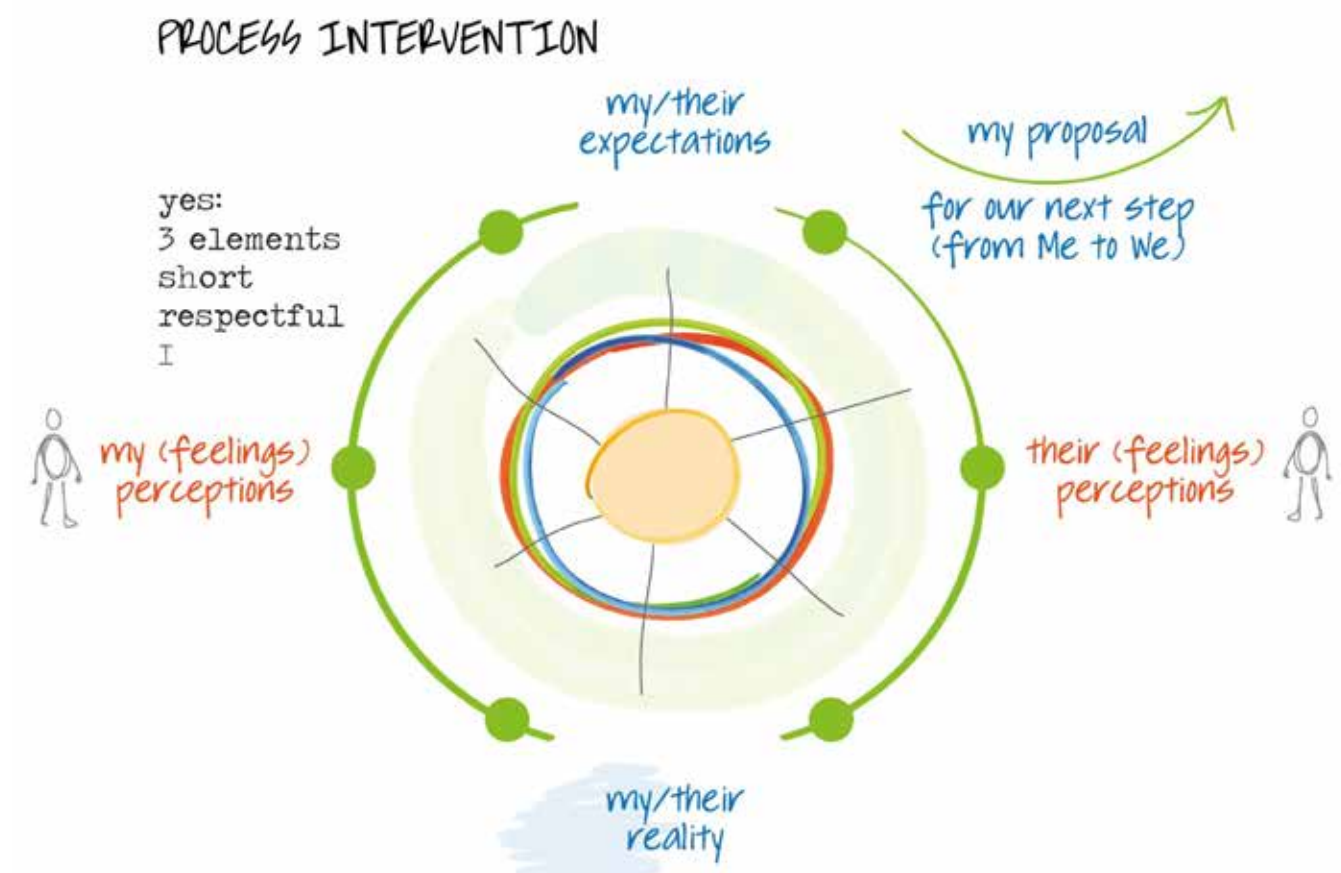 PROCESS INTERVENTION
my/their
expectations
my proposal
for our next step
(from Me to We)
yes:
3 elements
short
respectful
I
my (feelings)
perceptions
their (feelings)
perceptions
my/their
reality